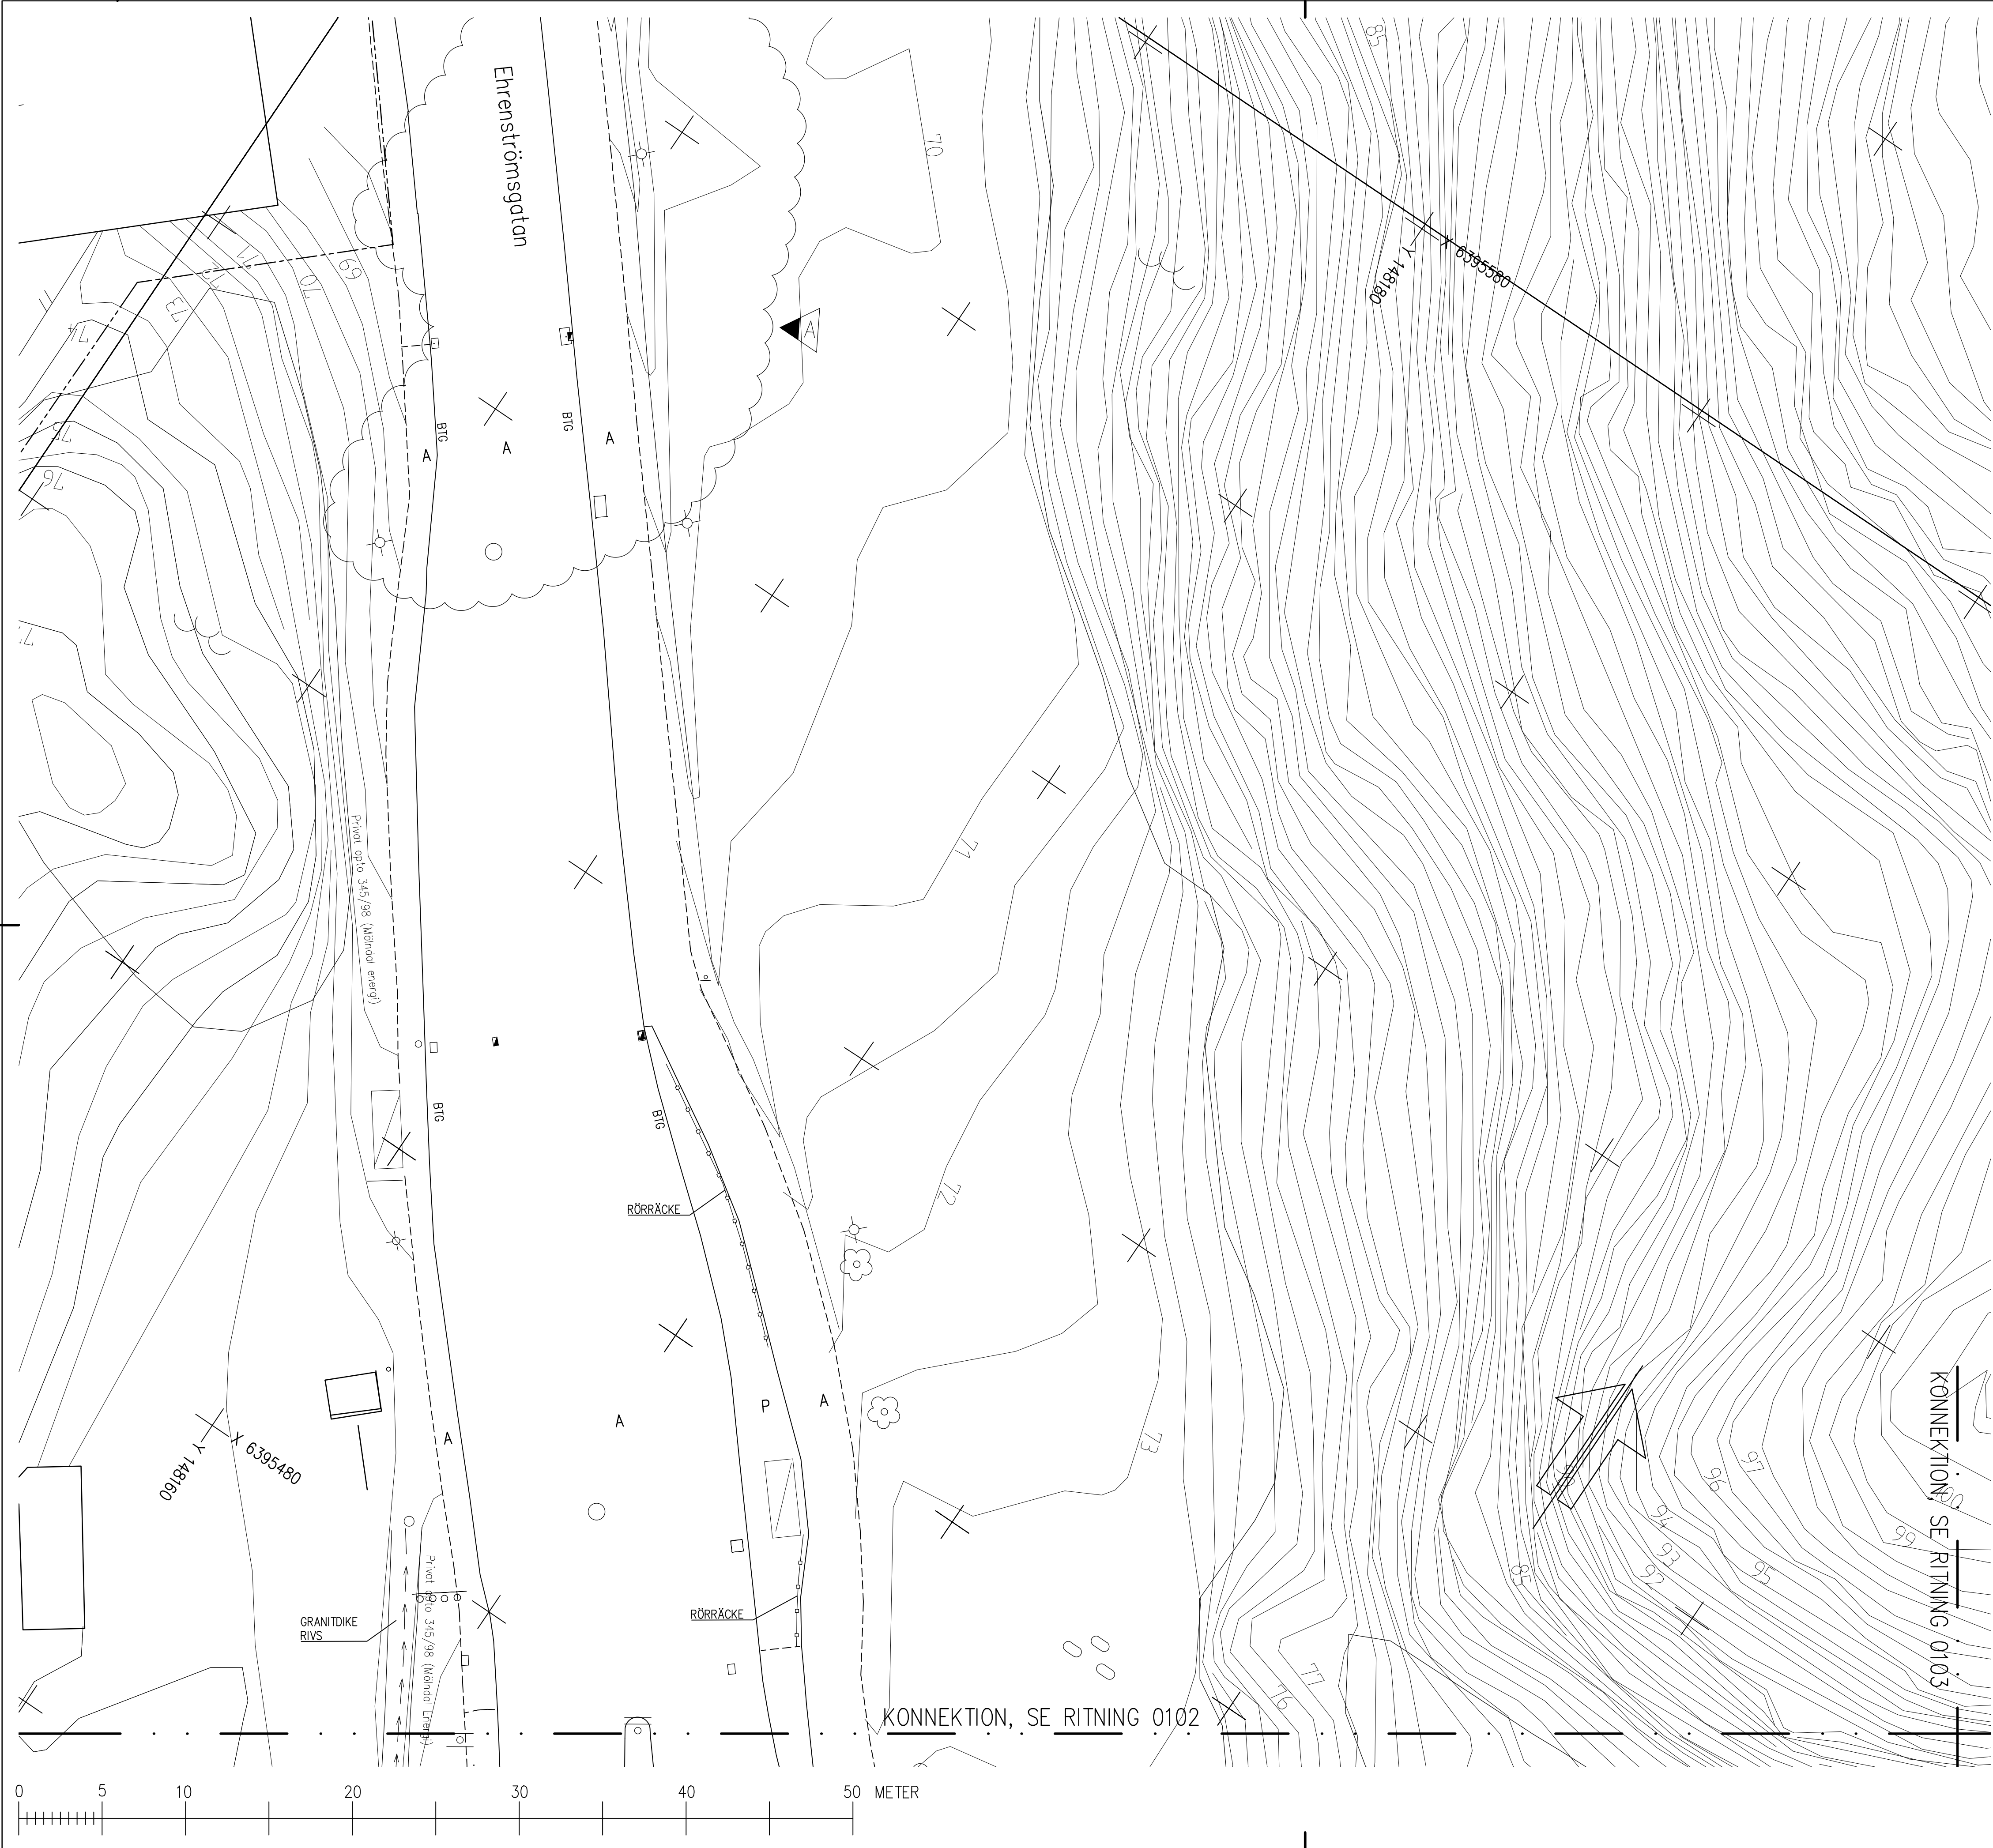 Ehrenströmsgatan
85
70
X 6395580
Y 148180
A
69
70
71
72
73
74
75
76
BTG
BTG
A
A
A
71
Privat opto 345/98 (Mölndal energi)
BTG
BTG
RÖRRÄCKE
72
A
A
P
A
73
X 6395480
Y 148160
GRANITDIKE
RIVS
Privat opto 345/98 (Mölndal Energi)
RÖRRÄCKE
76
77
85
90
92
93
94
95
96
97
99
100
KONNEKTION, SE RITNING 0103
KONNEKTION, SE RITNING 0102
0 5 10 20 30 40 50 METER